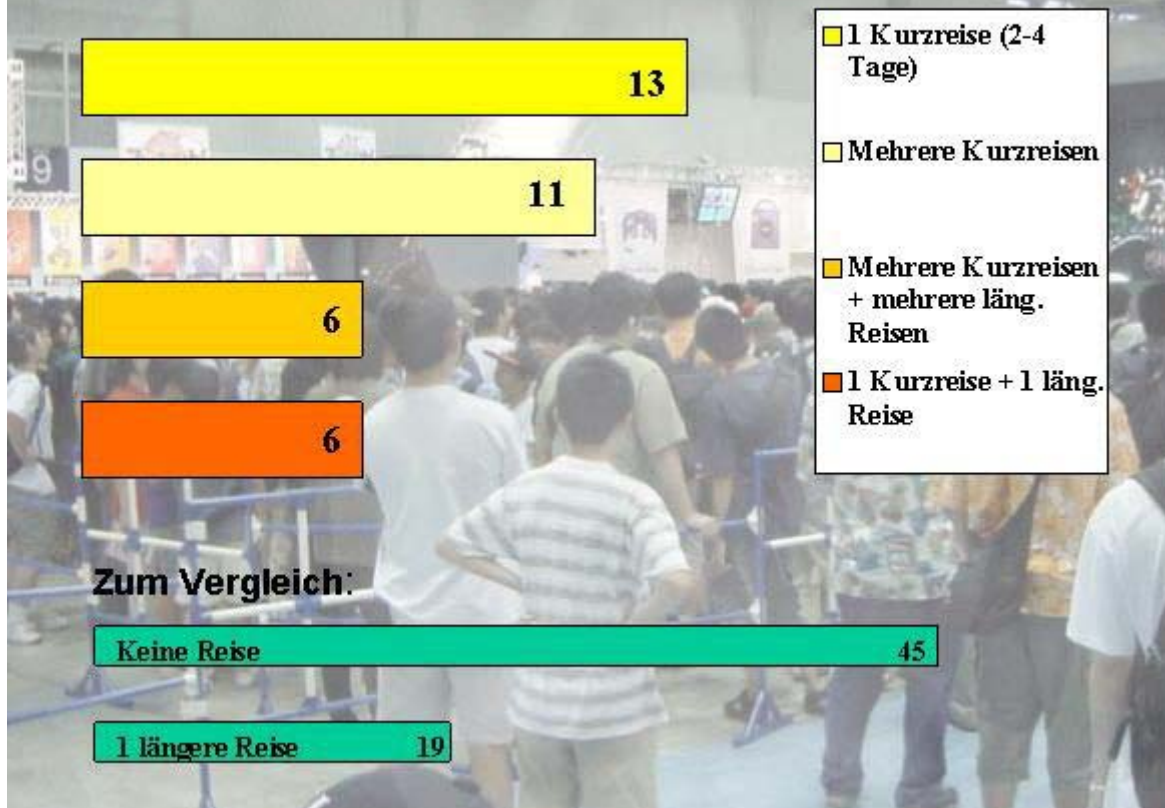 13
11
6
6
1 Kurzreise (2-4
Tage)
Mehrere Kurzreisen
Mehrere Kurzreisen
+ mehrere läng.
Reisen
1 Kurzreise + 1 läng.
Reise
Zum Vergleich:
Keine Reise 45
1 längere Reise 19
9